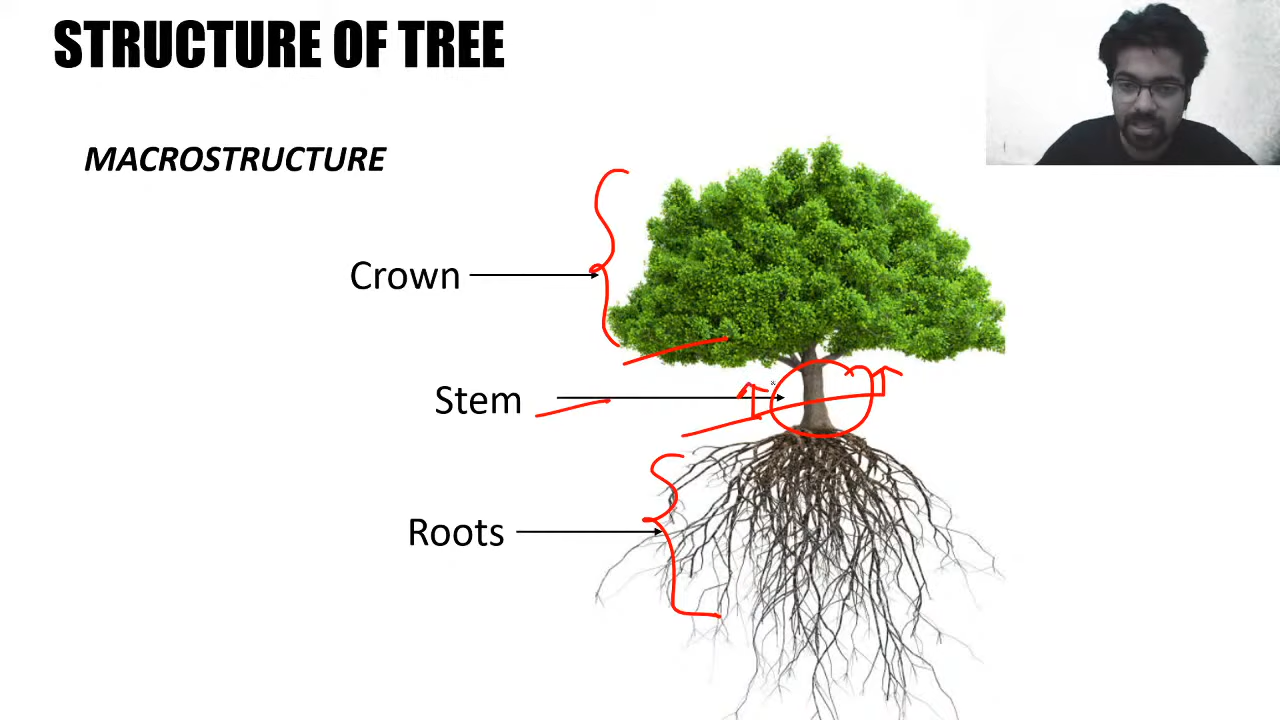 STRUCTURE OF TREE
MACROSTRUCTURE
Crown
Stem
Roots